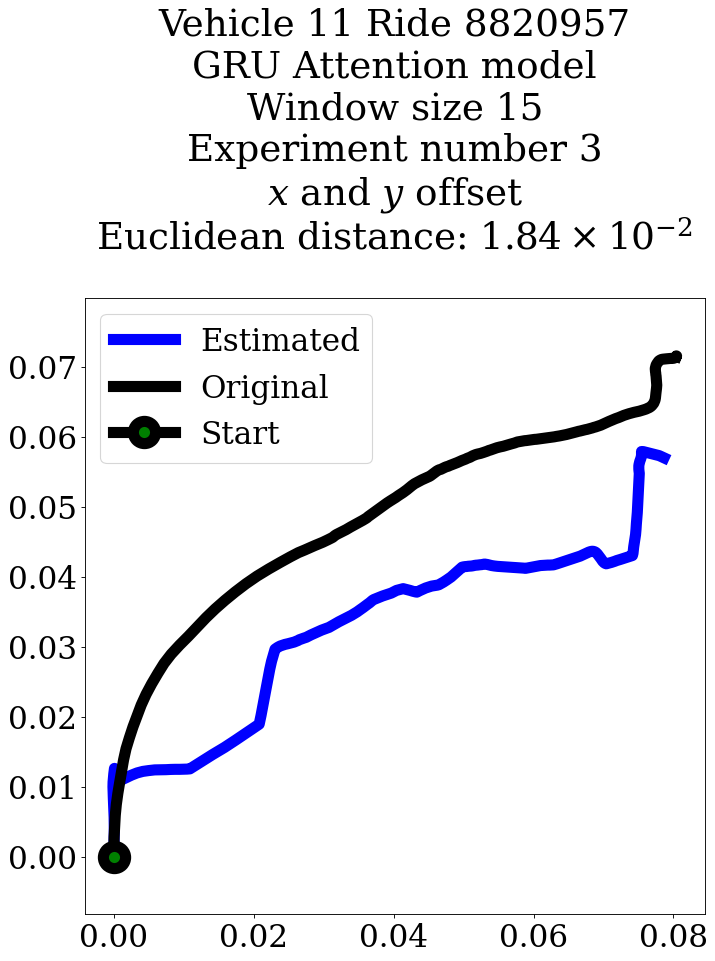 Vehicle 11 Ride 8820957
GRU Attention model
Window size 15
Experiment number 3
x and y offset
Euclidean distance: 1.84 × 10⁻²
Estimated
Original
Start
0.07
0.06
0.05
0.04
0.03
0.02
0.01
0.00
0.00 0.02 0.04 0.06 0.08